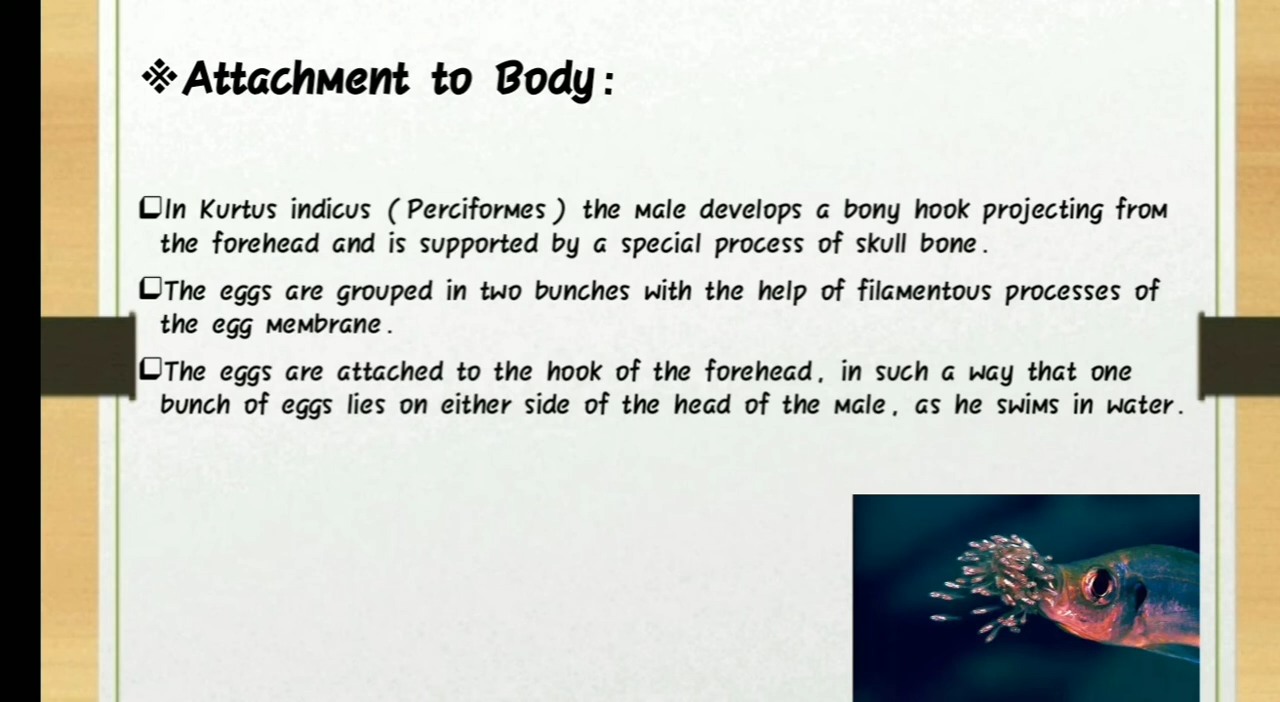 ❖Attachment to Body:
❑In Kurtus indicus (Perciformes) the male develops a bony hook projecting from
the forehead and is supported by a special process of skull bone.
❑The eggs are grouped in two bunches with the help of filamentous processes of
the egg membrane.
❑The eggs are attached to the hook of the forehead, in such a way that one
bunch of eggs lies on either side of the head of the male, as he swims in water.